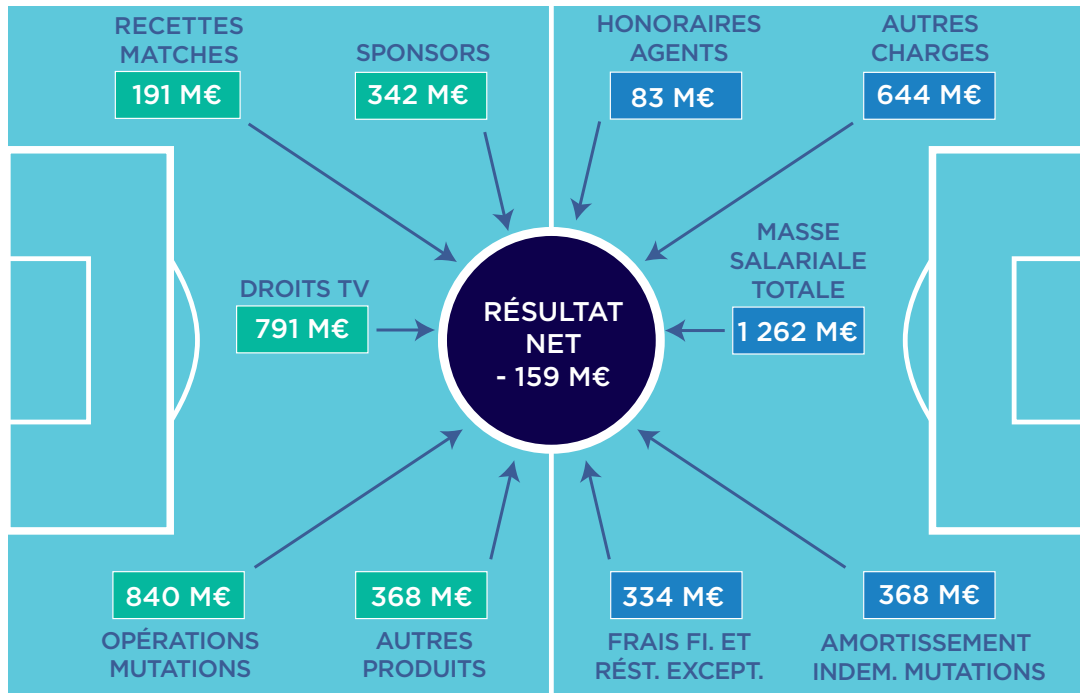 RECETTES
MATCHES
191 M€
SPONSORS
342 M€
HONORAIRES
AGENTS
83 M€
AUTRES
CHARGES
644 M€
DROITS TV
791 M€
RÉSULTAT
NET
- 159 M€
MASSE
SALARIALE
TOTALE
1 262 M€
840 M€
OPÉRATIONS
MUTATIONS
368 M€
AUTRES
PRODUITS
334 M€
FRAIS FI. ET
RÉST. EXCEPT.
368 M€
AMORTISSEMENT
INDEM. MUTATIONS